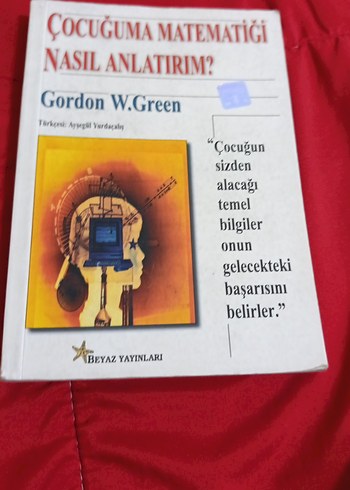 ÇOCUĞUMA MATEMATİĞİ
NASIL ANLATIRIM?
Gordon W.Green
Türkçesi: Ayşegül Yurdaçalış
“Çocuğun
sizden
alacağı
temel
bilgiler
onun
gelecekteki
başarısını
belirler.”
BEYAZ YAYINLARI